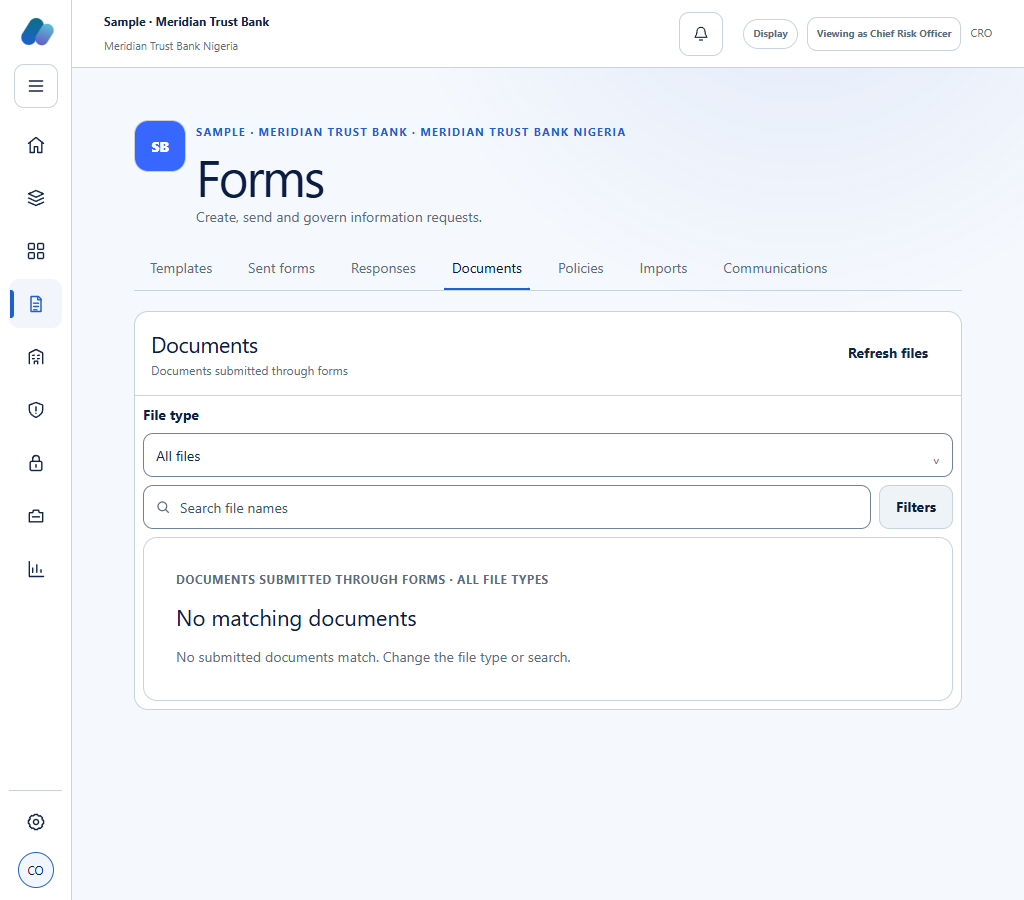 Sample · Meridian Trust Bank
Meridian Trust Bank Nigeria
Display
Viewing as Chief Risk Officer
CRO
SB
SAMPLE · MERIDIAN TRUST BANK · MERIDIAN TRUST BANK NIGERIA
Forms
Create, send and govern information requests.
Templates
Sent forms
Responses
Documents
Policies
Imports
Communications
Documents
Documents submitted through forms
Refresh files
File type
All files
v
Search file names
Filters
DOCUMENTS SUBMITTED THROUGH FORMS · ALL FILE TYPES
No matching documents
No submitted documents match. Change the file type or search.
CO